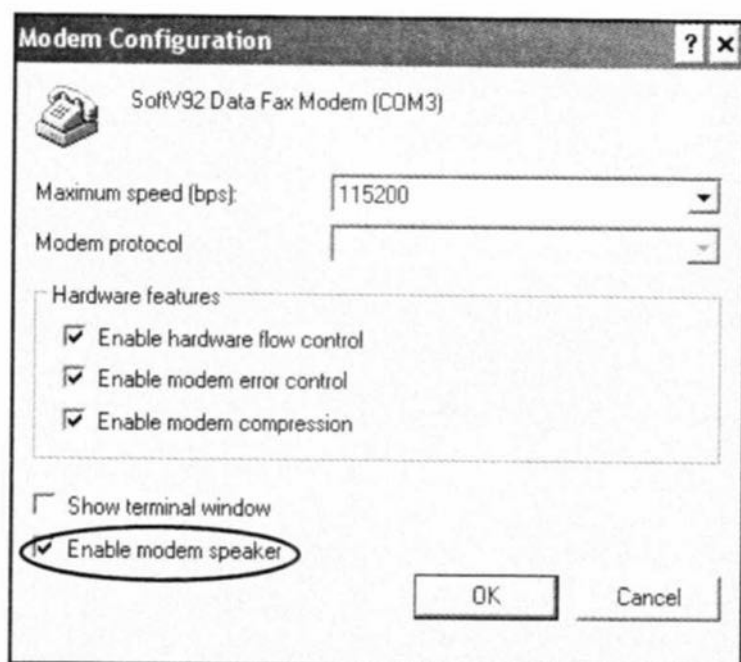 Modem Configuration
? ×
SoftV92 Data Fax Modem (COM3)
Maximum speed (bps):
115200
Modem protocol
Hardware features
Enable hardware flow control
Enable modem error control
Enable modem compression
Show terminal window
Enable modem speaker
OK
Cancel